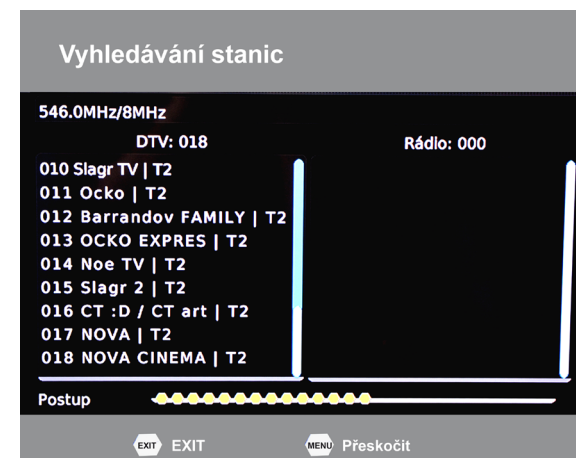 Vyhledávání stanic
546.0MHz/8MHz
DTV: 018
Rádlo: 000
010 Slagr TV | T2
011 Ocko | T2
012 Barrandov FAMILY | T2
013 OCKO EXPRES | T2
014 Noe TV | T2
015 Slagr 2 | T2
016 CT :D / CT art | T2
017 NOVA | T2
018 NOVA CINEMA | T2
Postup
EXIT EXIT
MENU Přeskočit